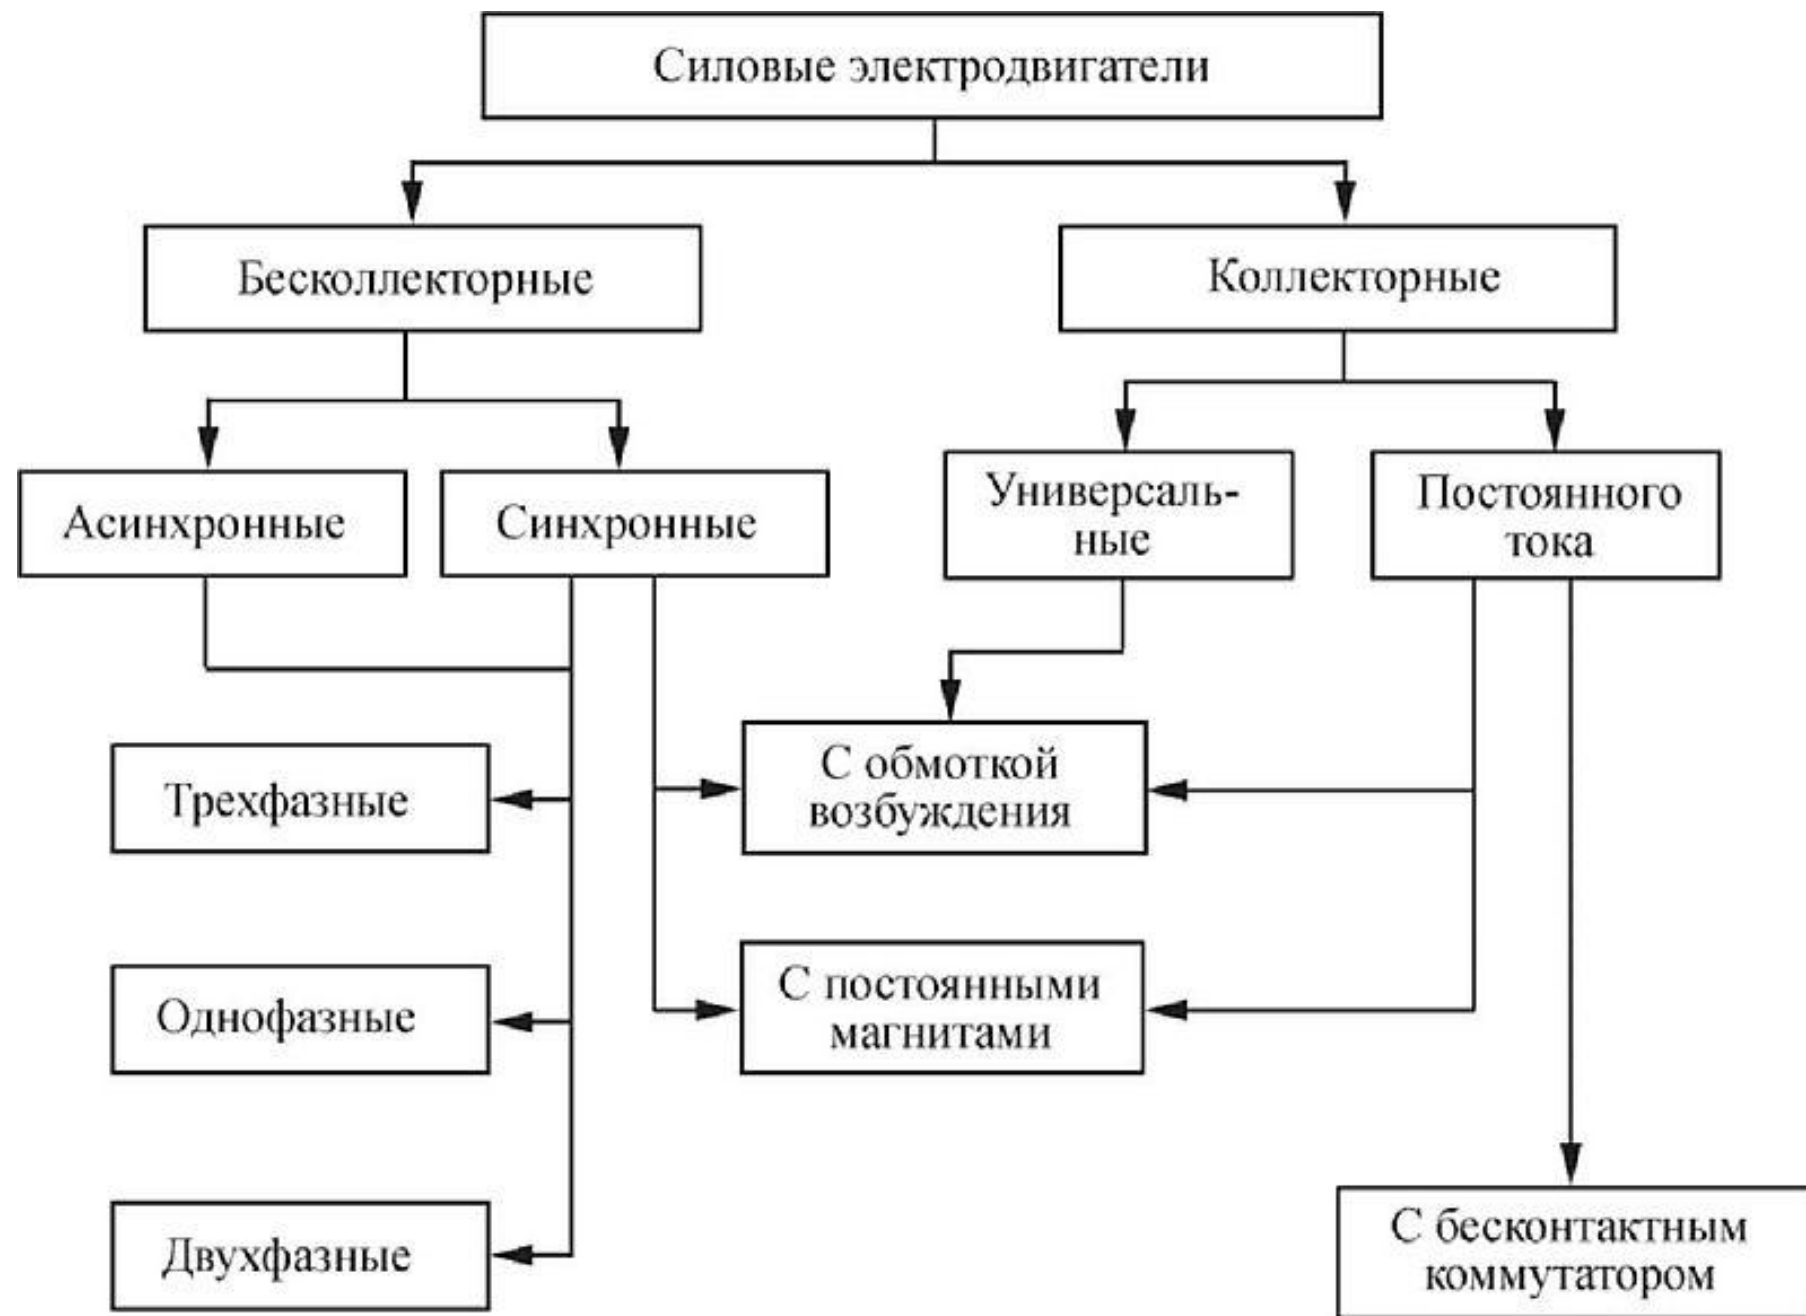 Силовые электродвигатели
Бесколлекторные
Коллекторные
Асинхронные
Синхронные
Универсаль-
ные
Постоянного
тока
Трехфазные
С обмоткой
возбуждения
Однофазные
С постоянными
магнитами
Двухфазные
С бесконтактным
коммутатором